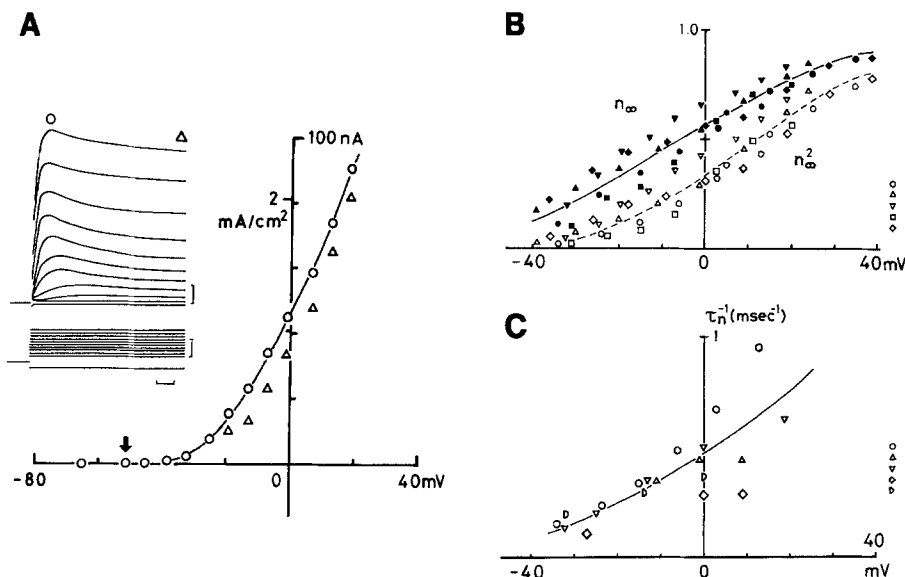 A
100 nA
2
mA/cm²
-80
0
40mV
B
1.0
n∞
n²∞
-40
0
40mV
C
τn⁻¹(msec⁻¹)
1
-40
0
40
mV